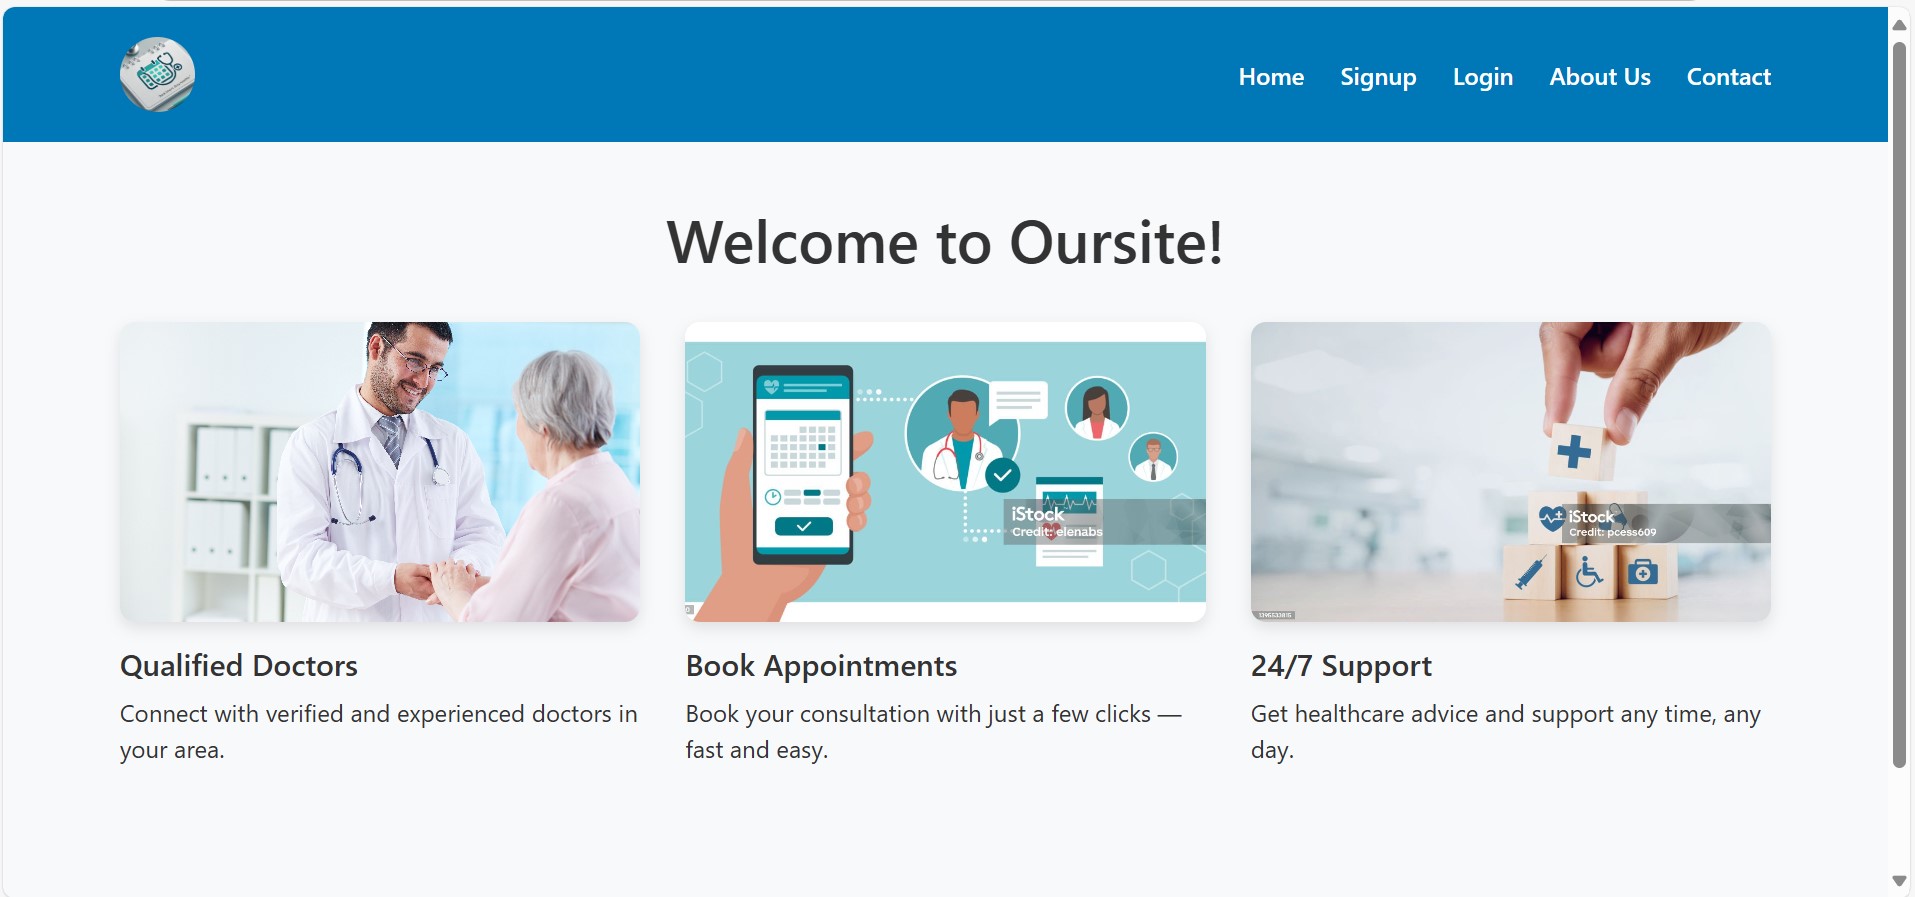 Home Signup Login About Us Contact
Welcome to Oursite!
iStock
Credit: elenabs
iStock
Credit: pcess609
1395533815
Qualified Doctors
Connect with verified and experienced doctors in
your area.
Book Appointments
Book your consultation with just a few clicks —
fast and easy.
24/7 Support
Get healthcare advice and support any time, any
day.